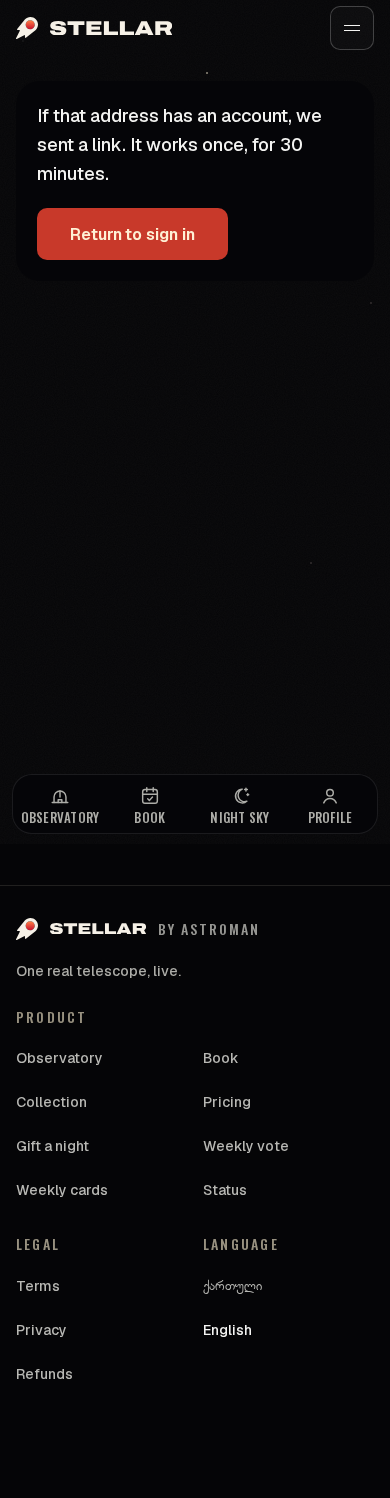 STELLAR
If that address has an account, we
sent a link. It works once, for 30
minutes.
Return to sign in
OBSERVATORY
BOOK
NIGHT SKY
PROFILE
STELLAR BY ASTROMAN
One real telescope, live.
PRODUCT
Observatory
Book
Collection
Pricing
Gift a night
Weekly vote
Weekly cards
Status
LEGAL
LANGUAGE
Terms
ქართული
Privacy
English
Refunds